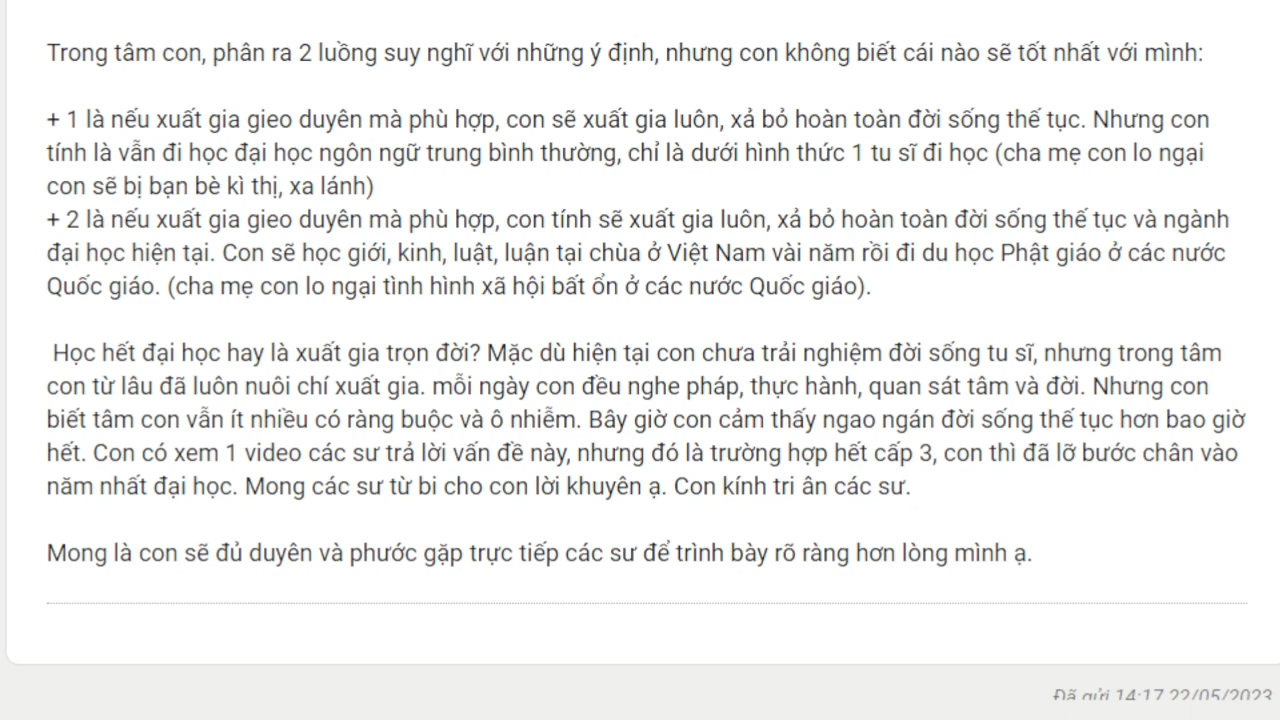 Trong tâm con, phân ra 2 luồng suy nghĩ với những ý định, nhưng con không biết cái nào sẽ tốt nhất với mình:
+ 1 là nếu xuất gia gieo duyên mà phù hợp, con sẽ xuất gia luôn, xả bỏ hoàn toàn đời sống thế tục. Nhưng con
tính là vẫn đi học đại học ngôn ngữ trung bình thường, chỉ là dưới hình thức 1 tu sĩ đi học (cha mẹ con lo ngại
con sẽ bị bạn bè kì thị, xa lánh)
+ 2 là nếu xuất gia gieo duyên mà phù hợp, con tính sẽ xuất gia luôn, xả bỏ hoàn toàn đời sống thế tục và ngành
đại học hiện tại. Con sẽ học giới, kinh, luật, luận tại chùa ở Việt Nam vài năm rồi đi du học Phật giáo ở các nước
Quốc giáo. (cha mẹ con lo ngại tình hình xã hội bất ổn ở các nước Quốc giáo).
Học hết đại học hay là xuất gia trọn đời? Mặc dù hiện tại con chưa trải nghiệm đời sống tu sĩ, nhưng trong tâm
con từ lâu đã luôn nuôi chí xuất gia. mỗi ngày con đều nghe pháp, thực hành, quan sát tâm và đời. Nhưng con
biết tâm con vẫn ít nhiều có ràng buộc và ô nhiễm. Bây giờ con cảm thấy ngao ngán đời sống thế tục hơn bao giờ
hết. Con có xem 1 video các sư trả lời vấn đề này, nhưng đó là trường hợp hết cấp 3, con thì đã lỡ bước chân vào
năm nhất đại học. Mong các sư từ bi cho con lời khuyên ạ. Con kính tri ân các sư.
Mong là con sẽ đủ duyên và phước gặp trực tiếp các sư để trình bày rõ ràng hơn lòng mình ạ.
Đã gửi 14:17 22/05/2023